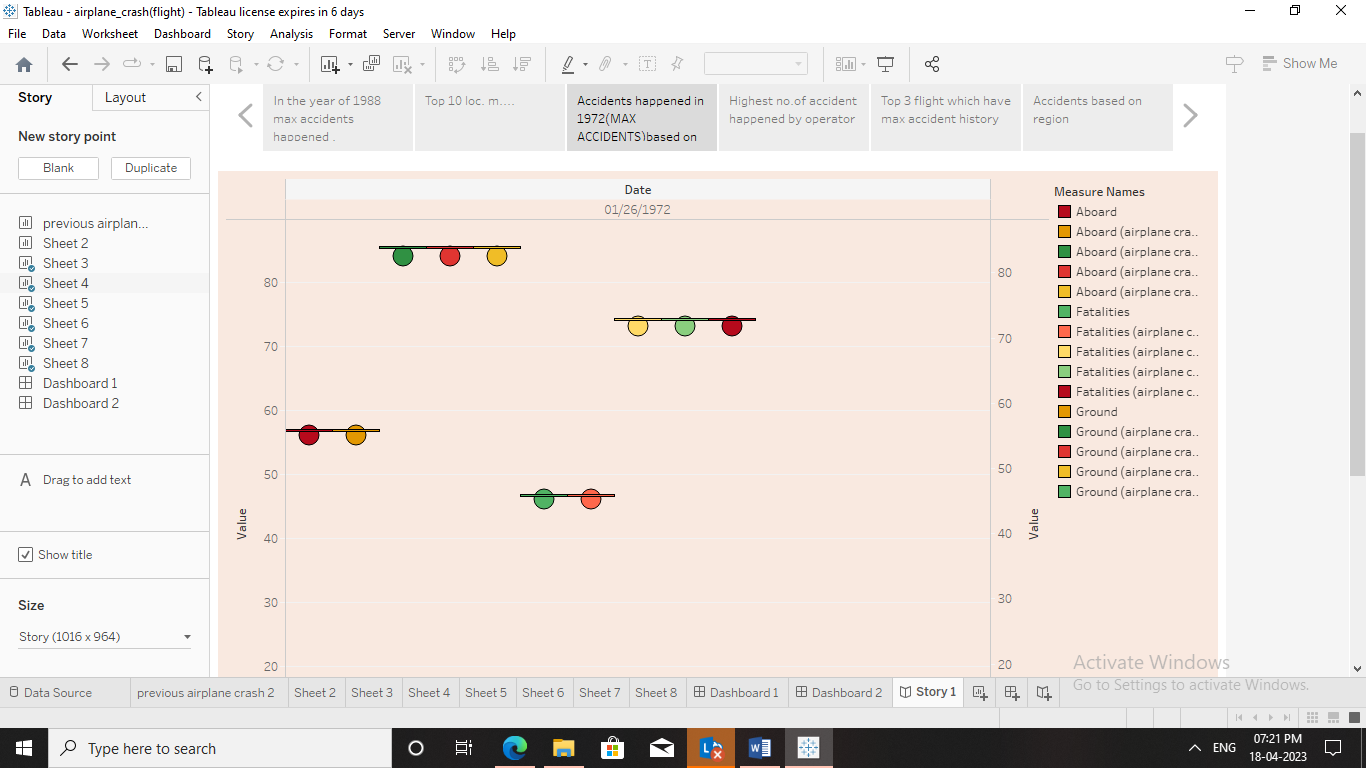 Tableau - airplane_crash(flight) - Tableau license expires in 6 days
File Data Worksheet Dashboard Story Analysis Format Server Window Help
Show Me
Story Layout
New story point
Blank Duplicate
previous airplan...
Sheet 2
Sheet 3
Sheet 4
Sheet 5
Sheet 6
Sheet 7
Sheet 8
Dashboard 1
Dashboard 2
A Drag to add text
Show title
Size
Story (1016 x 964)
In the year of 1988
max accidents
happened .
Top 10 loc. m....
Accidents happened in
1972(MAX
ACCIDENTS)based on
Highest no.of accident
happened by operator
Top 3 flight which have
max accident history
Accidents based on
region
Date
01/26/1972
80
70
60
50
40
30
20
Value
80
70
60
50
40
30
20
Value
Measure Names
Aboard
Aboard (airplane cra..
Aboard (airplane cra..
Aboard (airplane cra..
Aboard (airplane cra..
Fatalities
Fatalities (airplane c..
Fatalities (airplane c..
Fatalities (airplane c..
Fatalities (airplane c..
Ground
Ground (airplane cra..
Ground (airplane cra..
Ground (airplane cra..
Ground (airplane cra..
Activate Windows
Go to Settings to activate Windows.
Data Source previous airplane crash 2 Sheet 2 Sheet 3 Sheet 4 Sheet 5 Sheet 6 Sheet 7 Sheet 8 Dashboard 1 Dashboard 2 Story 1
Type here to search
ENG
07:21 PM
18-04-2023